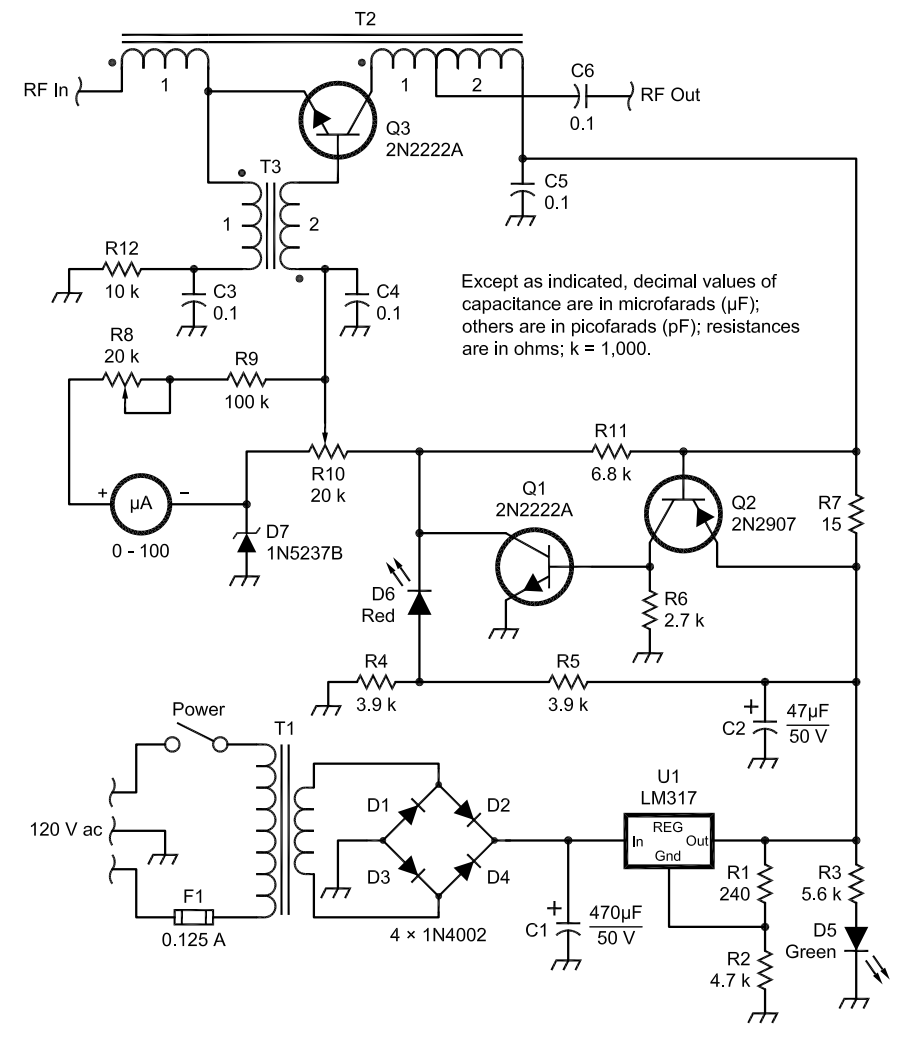 T2
1
1
2
C6
0.1
RF In
RF Out
Q3
2N2222A
T3
1
2
C5
0.1
R12
10 k
C3
0.1
C4
0.1
Except as indicated, decimal values of
capacitance are in microfarads (µF);
others are in picofarads (pF); resistances
are in ohms; k = 1,000.
R8
20 k
R9
100 k
R10
20 k
R11
6.8 k
+
µA
−
0 - 100
D7
1N5237B
Q1
2N2222A
Q2
2N2907
R7
15
D6
Red
R6
2.7 k
R4
3.9 k
R5
3.9 k
+
C2
47µF
50 V
Power
T1
120 V ac
F1
0.125 A
D1
D2
D3
D4
4 × 1N4002
+
C1
470µF
50 V
U1
LM317
REG
In
Out
Gnd
R1
240
R2
4.7 k
R3
5.6 k
D5
Green